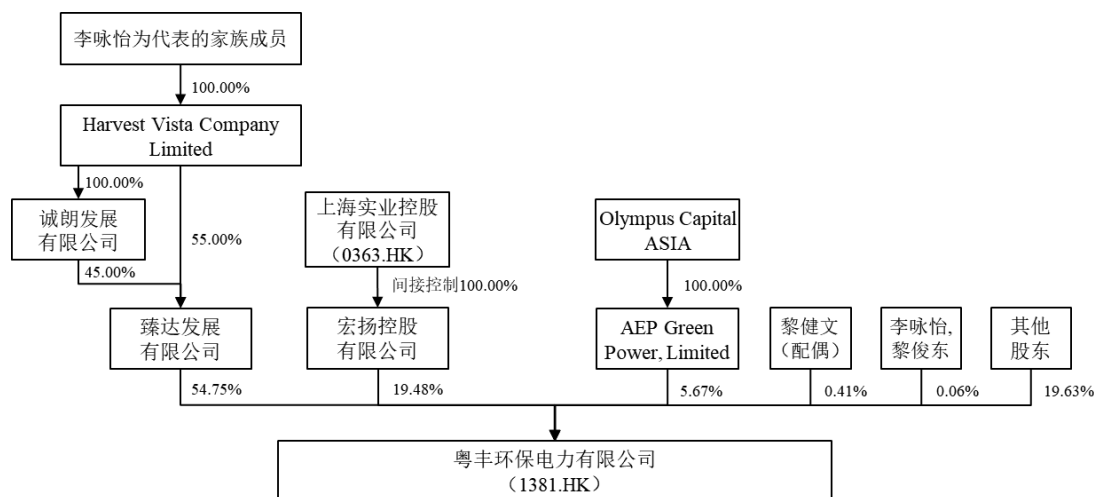 李咏怡为代表的家族成员
100.00%
Harvest Vista Company
Limited
100.00%
诚朗发展
有限公司
55.00%
45.00%
上海实业控股
有限公司
（0363.HK）
Olympus Capital
ASIA
间接控制100.00%
100.00%
臻达发展
有限公司
宏扬控股
有限公司
AEP Green
Power, Limited
黎健文
（配偶）
李咏怡,
黎俊东
其他
股东
54.75%
19.48%
5.67%
0.41%
0.06%
19.63%
粤丰环保电力有限公司
（1381.HK）